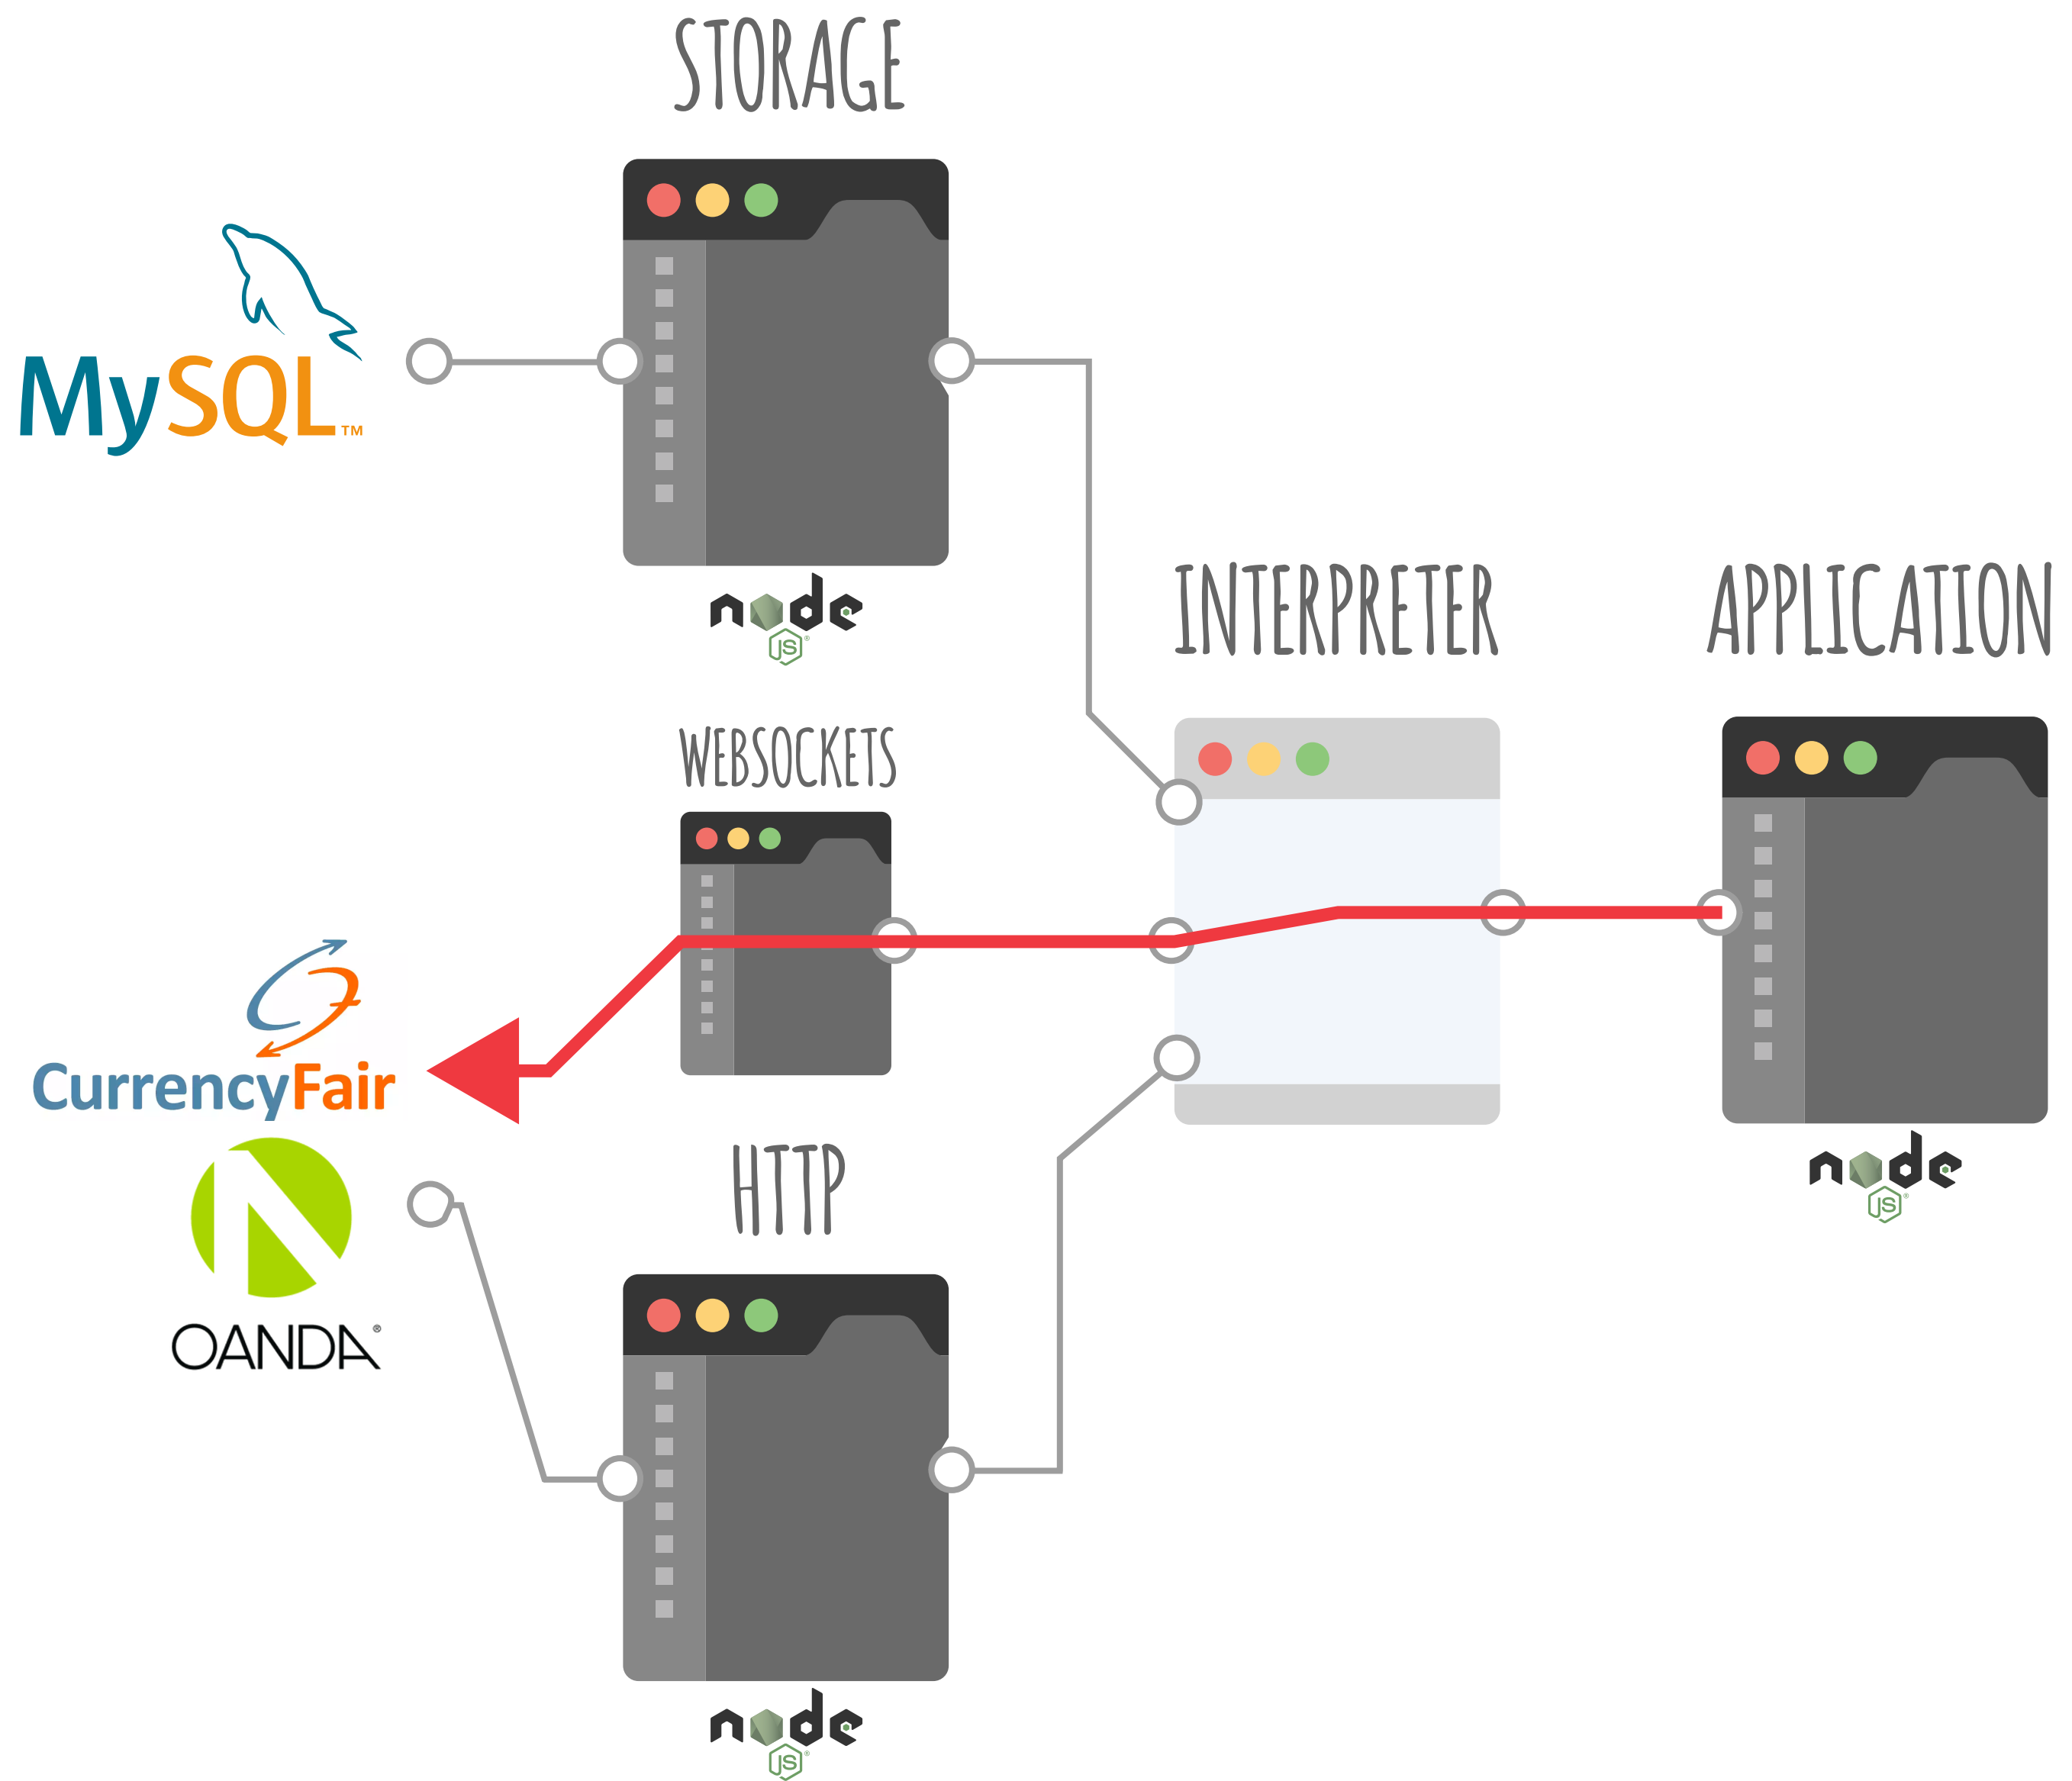 STORAGE
MySQL™
node
JS®
INTERPRETER
APPLICATION
WEBSOCKETS
CurrencyFair
HTTP
node
JS®
OANDA®
node
JS®